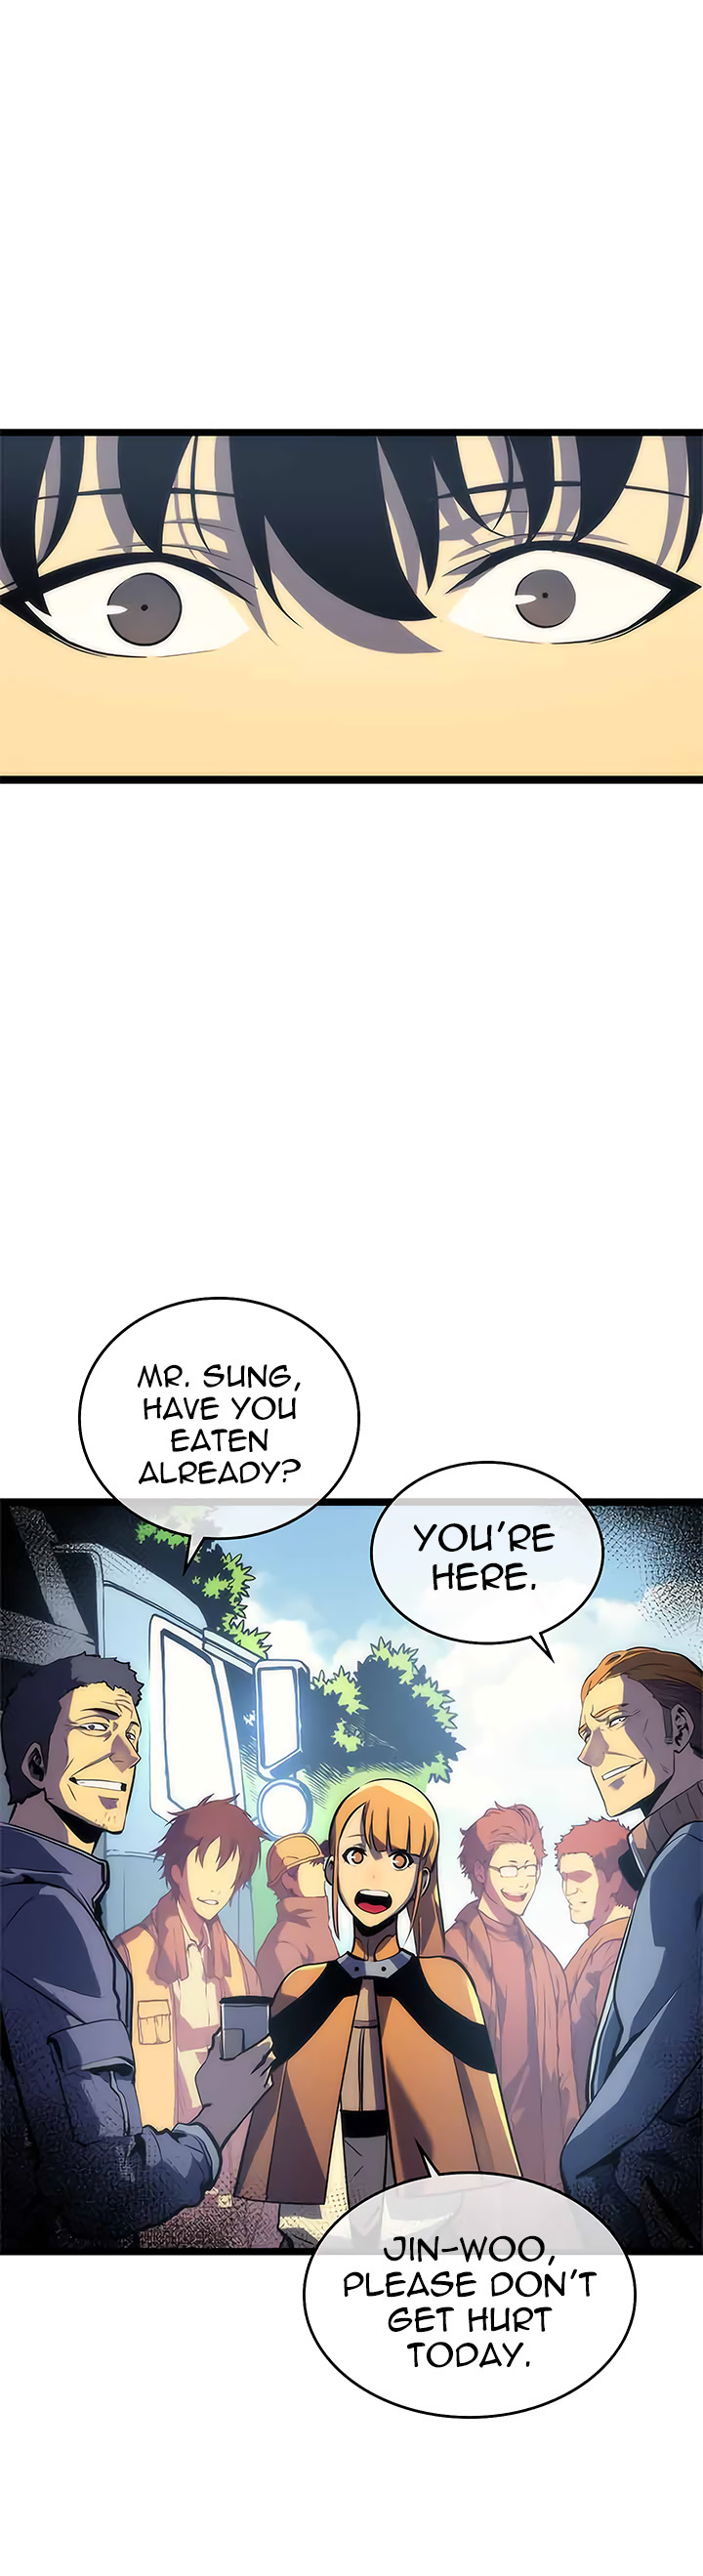 MR. SUNG,
HAVE YOU
EATEN
ALREADY?
YOU'RE
HERE.
JIN-WOO,
PLEASE DON'T
GET HURT
TODAY.